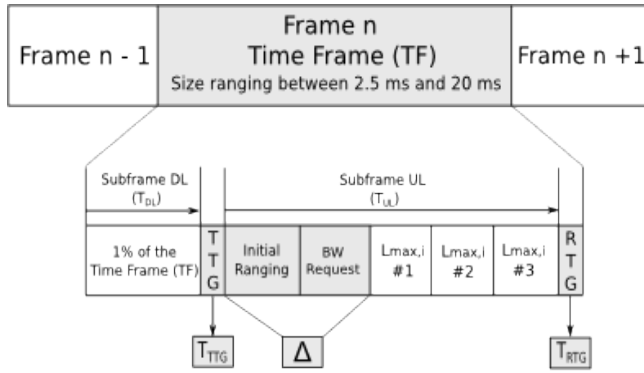 Frame n - 1
Frame n
Time Frame (TF)
Size ranging between 2.5 ms and 20 ms
Frame n +1
Subframe DL
(TDL)
Subframe UL
(TUL)
1% of the
Time Frame (TF)
T
T
G
Initial
Ranging
BW
Request
Lmax,i
#1
Lmax,i
#2
Lmax,i
#3
R
T
G
TTTG
Δ
TRTG